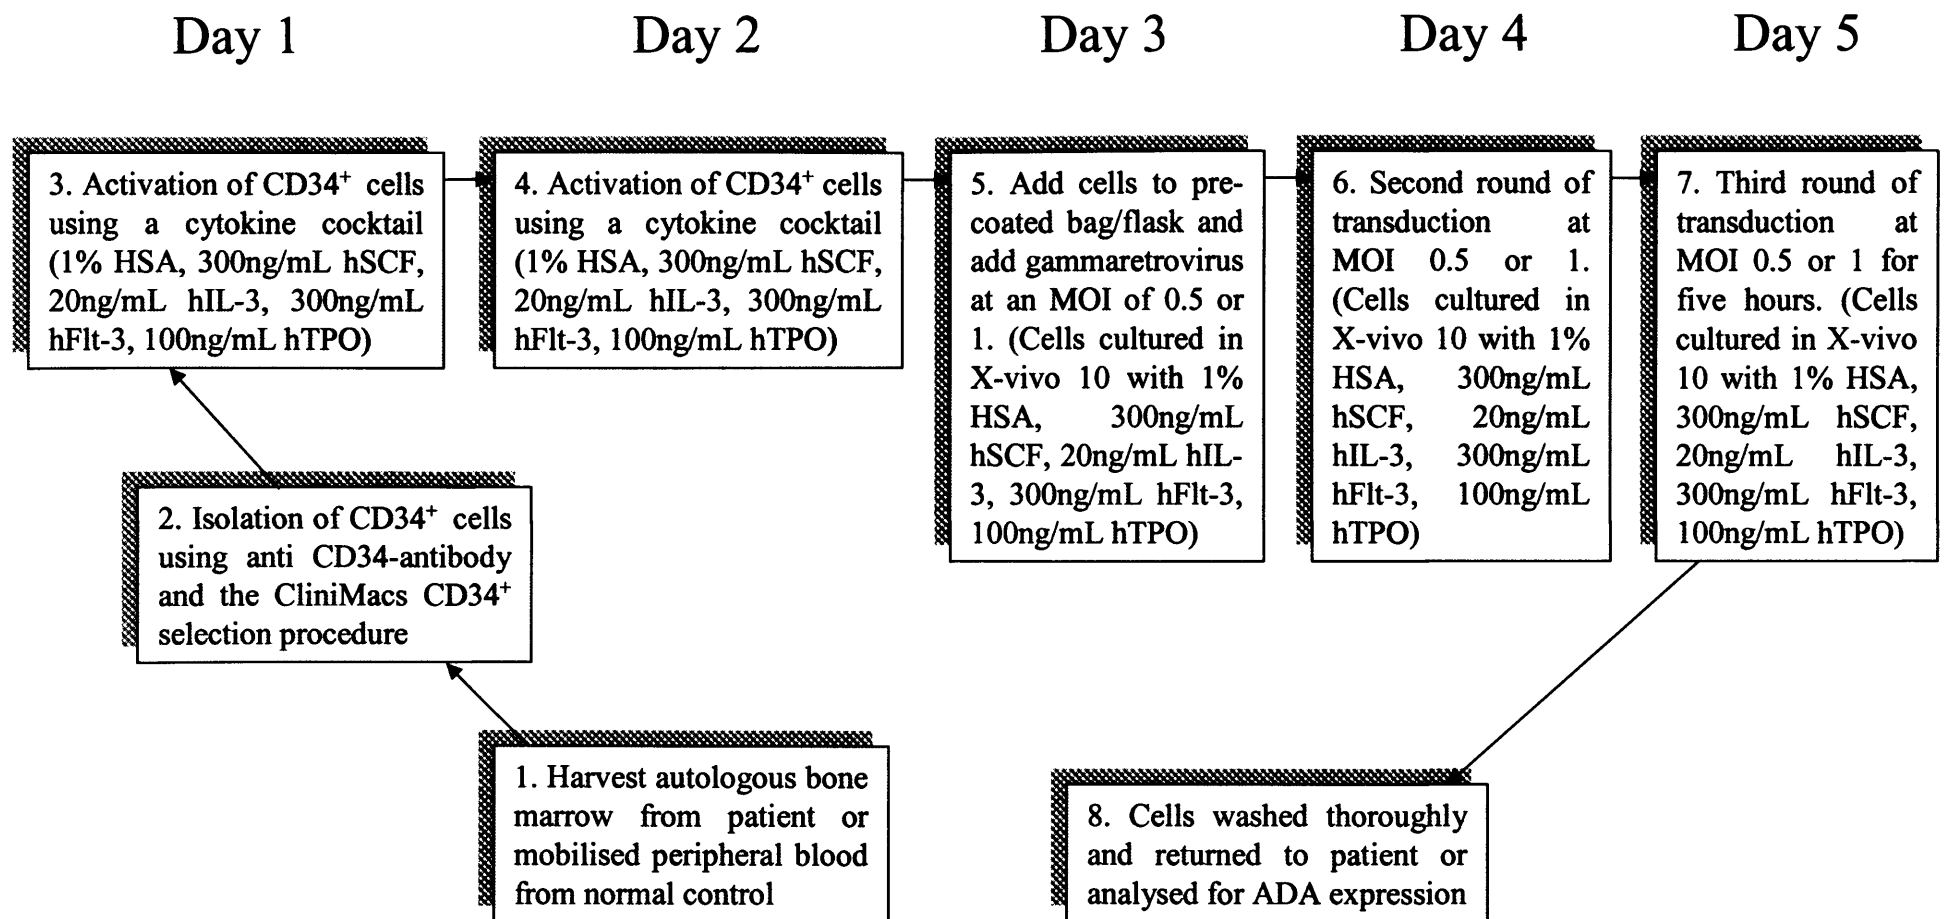 Day 1
Day 2
Day 3
Day 4
Day 5
3. Activation of CD34⁺ cells
using a cytokine cocktail
(1% HSA, 300ng/mL hSCF,
20ng/mL hIL-3, 300ng/mL
hFlt-3, 100ng/mL hTPO)
4. Activation of CD34⁺ cells
using a cytokine cocktail
(1% HSA, 300ng/mL hSCF,
20ng/mL hIL-3, 300ng/mL
hFlt-3, 100ng/mL hTPO)
5. Add cells to pre-
coated bag/flask and
add gammaretrovirus
at an MOI of 0.5 or
1. (Cells cultured in
X-vivo 10 with 1%
HSA, 300ng/mL
hSCF, 20ng/mL hIL-
3, 300ng/mL hFlt-3,
100ng/mL hTPO)
6. Second round of
transduction at
MOI 0.5 or 1.
(Cells cultured in
X-vivo 10 with 1%
HSA, 300ng/mL
hSCF, 20ng/mL
hIL-3, 300ng/mL
hFlt-3, 100ng/mL
hTPO)
7. Third round of
transduction at
MOI 0.5 or 1 for
five hours. (Cells
cultured in X-vivo
10 with 1% HSA,
300ng/mL hSCF,
20ng/mL hIL-3,
300ng/mL hFlt-3,
100ng/mL hTPO)
2. Isolation of CD34⁺ cells
using anti CD34-antibody
and the CliniMacs CD34⁺
selection procedure
1. Harvest autologous bone
marrow from patient or
mobilised peripheral blood
from normal control
8. Cells washed thoroughly
and returned to patient or
analysed for ADA expression